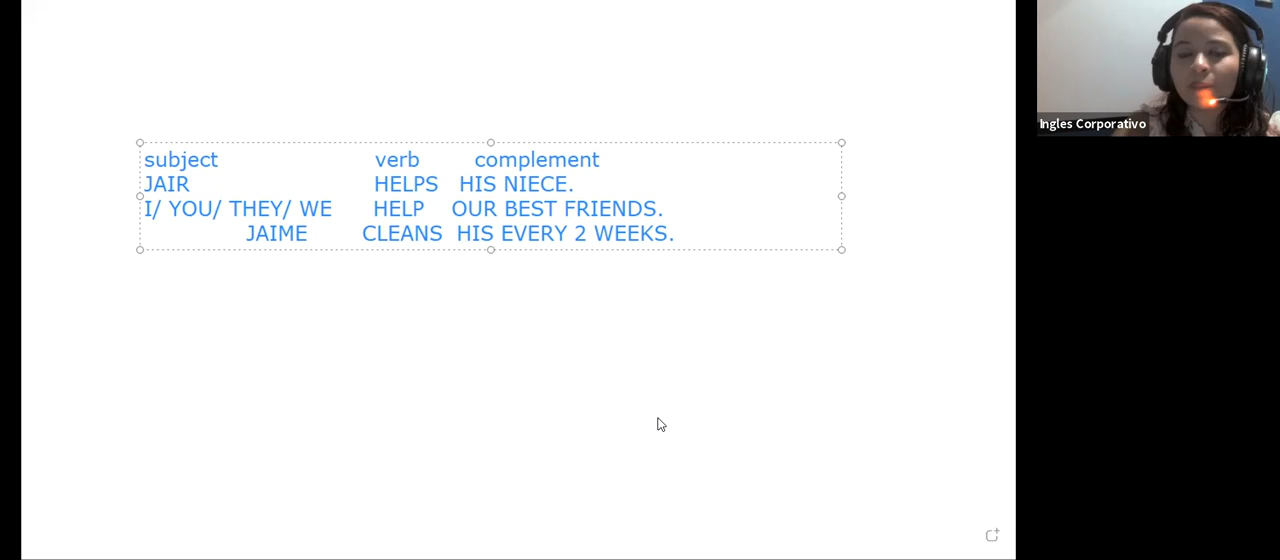 subject verb complement
JAIR HELPS HIS NIECE.
I/ YOU/ THEY/ WE HELP OUR BEST FRIENDS.
JAIME CLEANS HIS EVERY 2 WEEKS.
Ingles Corporativo